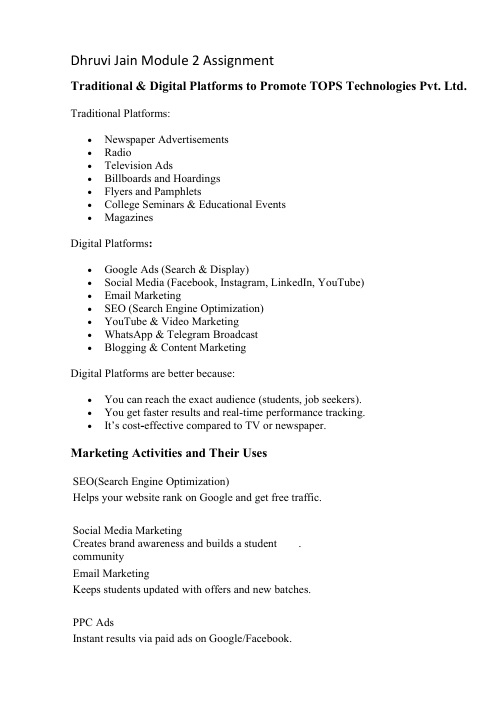 Dhruvi Jain Module 2 Assignment
Traditional & Digital Platforms to Promote TOPS Technologies Pvt. Ltd.
Traditional Platforms:
• Newspaper Advertisements
• Radio
• Television Ads
• Billboards and Hoardings
• Flyers and Pamphlets
• College Seminars & Educational Events
• Magazines
Digital Platforms:
• Google Ads (Search & Display)
• Social Media (Facebook, Instagram, LinkedIn, YouTube)
• Email Marketing
• SEO (Search Engine Optimization)
• YouTube & Video Marketing
• WhatsApp & Telegram Broadcast
• Blogging & Content Marketing
Digital Platforms are better because:
• You can reach the exact audience (students, job seekers).
• You get faster results and real-time performance tracking.
• It’s cost-effective compared to TV or newspaper.
Marketing Activities and Their Uses
SEO(Search Engine Optimization)
Helps your website rank on Google and get free traffic.
Social Media Marketing
Creates brand awareness and builds a student .
community
Email Marketing
Keeps students updated with offers and new batches.
PPC Ads
Instant results via paid ads on Google/Facebook.